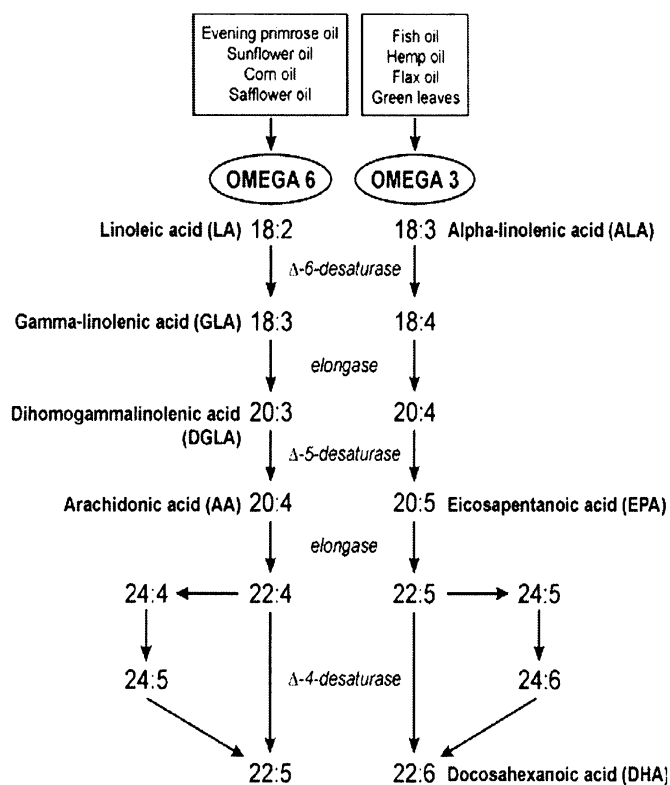 Evening primrose oil
Sunflower oil
Corn oil
Safflower oil
Fish oil
Hemp oil
Flax oil
Green leaves
OMEGA 6 OMEGA 3
Linoleic acid (LA) 18:2 18:3 Alpha-linolenic acid (ALA)
Δ-6-desaturase
Gamma-linolenic acid (GLA) 18:3 18:4
elongase
Dihomogammalinolenic acid 20:3 20:4
(DGLA)
Δ-5-desaturase
Arachidonic acid (AA) 20:4 20:5 Eicosapentanoic acid (EPA)
elongase
24:4 22:4 22:5 24:5
24:5 Δ-4-desaturase 24:6
22:5 22:6 Docosahexanoic acid (DHA)